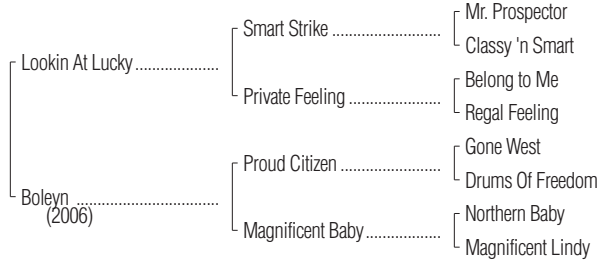 Mr. Prospector
Smart Strike ......................
Classy 'n Smart
Lookin At Lucky.....................
Belong to Me
Private Feeling ......................
Regal Feeling
Gone West
Proud Citizen ........................
Drums Of Freedom
Boleyn ....................................
(2006)
Northern Baby
Magnificent Baby..................
Magnificent Lindy